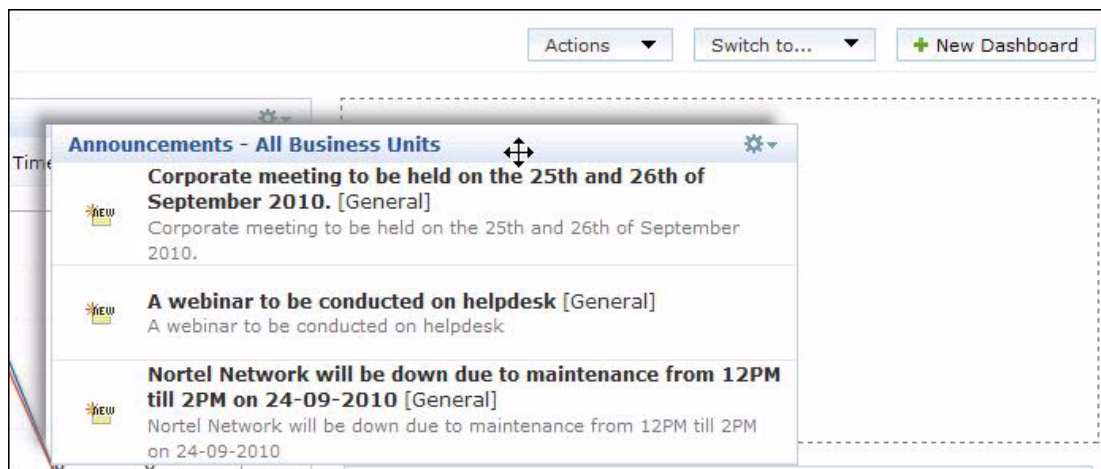 Actions
Switch to...
New Dashboard
Time
Announcements - All Business Units
NEW
Corporate meeting to be held on the 25th and 26th of
September 2010. [General]
Corporate meeting to be held on the 25th and 26th of September
2010.
NEW
A webinar to be conducted on helpdesk [General]
A webinar to be conducted on helpdesk
NEW
Nortel Network will be down due to maintenance from 12PM
till 2PM on 24-09-2010 [General]
Nortel Network will be down due to maintenance from 12PM till 2PM
on 24-09-2010